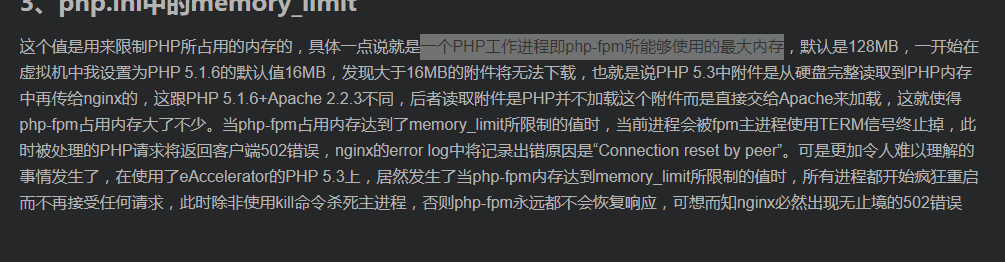 3、php.ini中的memory_limit
这个值是用来限制PHP所占用的内存的，具体一点说就是一个PHP工作进程即php-fpm所能够使用的最大内存，默认是128MB，一开始在
虚拟机中我设置为PHP 5.1.6的默认值16MB，发现大于16MB的附件将无法下载，也就是说PHP 5.3中附件是从硬盘完整读取到PHP内存
中再传给nginx的，这跟PHP 5.1.6+Apache 2.2.3不同，后者读取附件是PHP并不加载这个附件而是直接交给Apache来加载，这就使得
php-fpm占用内存大了不少。当php-fpm占用内存达到了memory_limit所限制的值时，当前进程会被fpm主进程使用TERM信号终止掉，此
时被处理的PHP请求将返回客户端502错误，nginx的error log中将记录出错原因是“Connection reset by peer”。可是更加令人难以理解的
事情发生了，在使用了eAccelerator的PHP 5.3上，居然发生了当php-fpm内存达到memory_limit所限制的值时，所有进程都开始疯狂重启
而不再接受任何请求，此时除非使用kill命令杀死主进程，否则php-fpm永远都不会恢复响应，可想而知nginx必然出现无止境的502错误